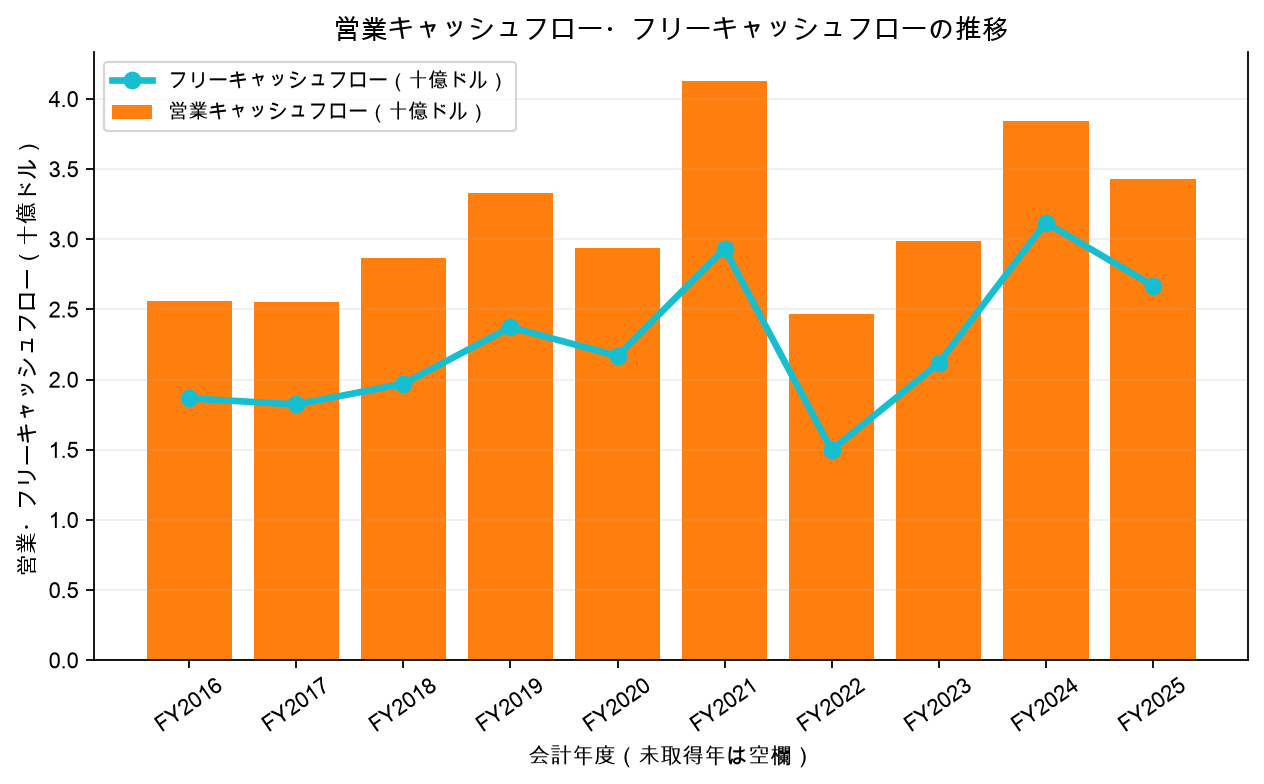 営業キャッシュフロー・フリーキャッシュフローの推移
フリーキャッシュフロー（十億ドル）
営業キャッシュフロー（十億ドル）
営業・フリーキャッシュフロー（十億ドル）
4.0
3.5
3.0
2.5
2.0
1.5
1.0
0.5
0.0
FY2016
FY2017
FY2018
FY2019
FY2020
FY2021
FY2022
FY2023
FY2024
FY2025
会計年度（未取得年は空欄）